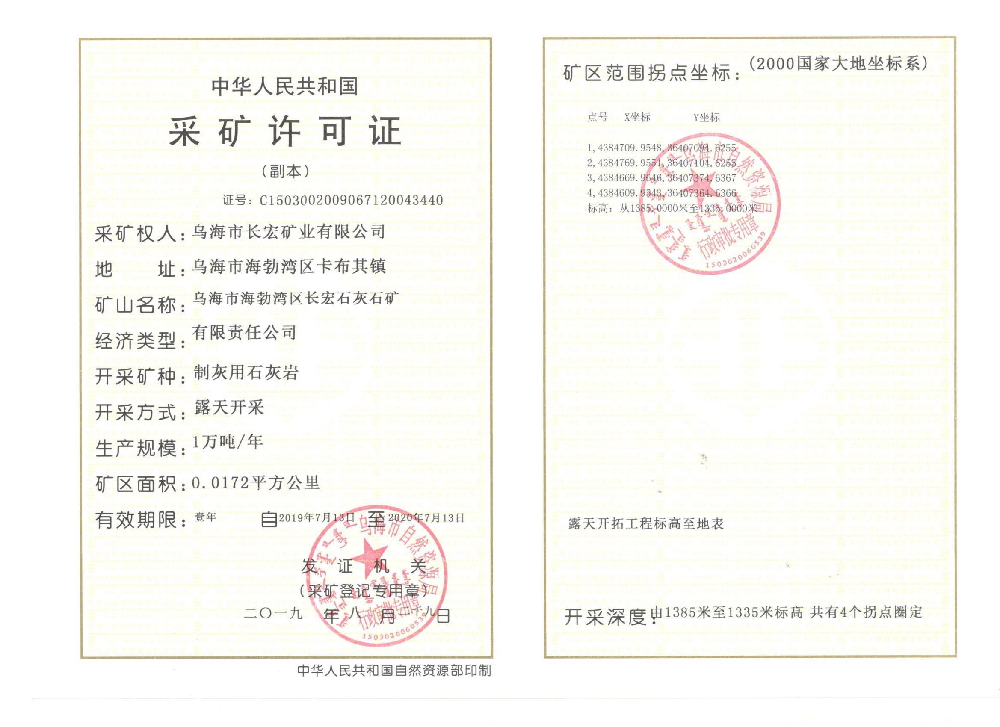 中华人民共和国
采矿许可证
（副本）
证号：C1503002009067120043440
采矿权人：乌海市长宏矿业有限公司
地 址：乌海市海勃湾区卡布其镇
矿山名称：乌海市海勃湾区长宏石灰石矿
经济类型：有限责任公司
开采矿种：制灰用石灰岩
开采方式：露天开采
生产规模：1万吨/年
矿区面积：0.0172平方公里
有效期限：壹年 自2019年7月13日 至2020年7月13日
发证机关
（采矿登记专用章）
二〇一九 年 八 月 二十九 日
乌海市自然资源局
行政审批专用章
1503020060539
中华人民共和国自然资源部印制
矿区范围拐点坐标：（2000国家大地坐标系）
点号 X坐标 Y坐标
1,4384709.9548,36407094.6255
2,4384769.9551,36407104.6255
3,4384669.9646,36407374.6367
4,4384609.9543,36407364.6366
标高：从1385.0000米至1335.0000米
乌海市自然资源局
行政审批专用章
1503020060539
露天开拓工程标高至地表
开采深度：由1385米至1335米标高 共有4个拐点圈定